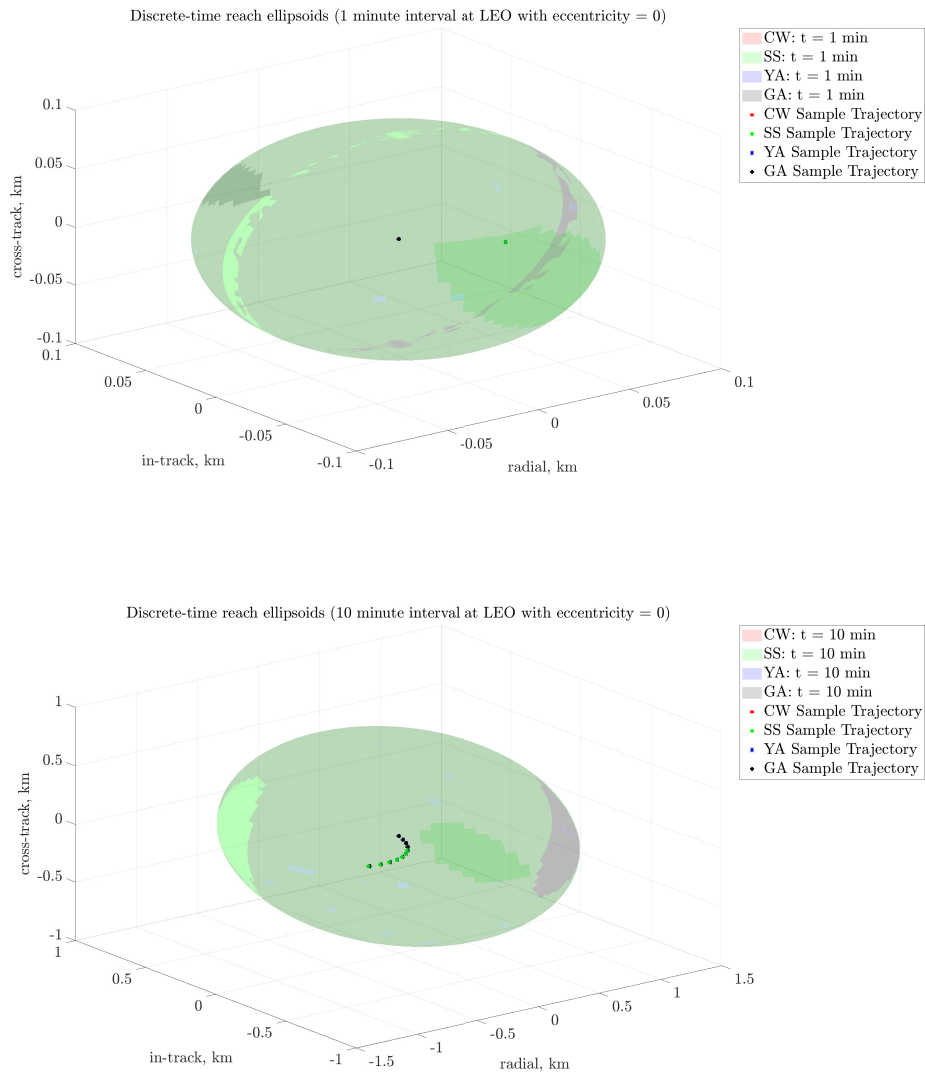 Discrete-time reach ellipsoids (1 minute interval at LEO with eccentricity = 0)
CW: t = 1 min
SS: t = 1 min
YA: t = 1 min
GA: t = 1 min
CW Sample Trajectory
SS Sample Trajectory
YA Sample Trajectory
GA Sample Trajectory
0.1
0.05
0
-0.05
-0.1
cross-track, km
0.1
0.05
0
-0.05
-0.1
in-track, km
-0.1
-0.05
0
0.05
0.1
radial, km
Discrete-time reach ellipsoids (10 minute interval at LEO with eccentricity = 0)
CW: t = 10 min
SS: t = 10 min
YA: t = 10 min
GA: t = 10 min
CW Sample Trajectory
SS Sample Trajectory
YA Sample Trajectory
GA Sample Trajectory
1
0.5
0
-0.5
-1
cross-track, km
1
0.5
0
-0.5
-1
in-track, km
-1.5
-1
-0.5
0
0.5
1
1.5
radial, km